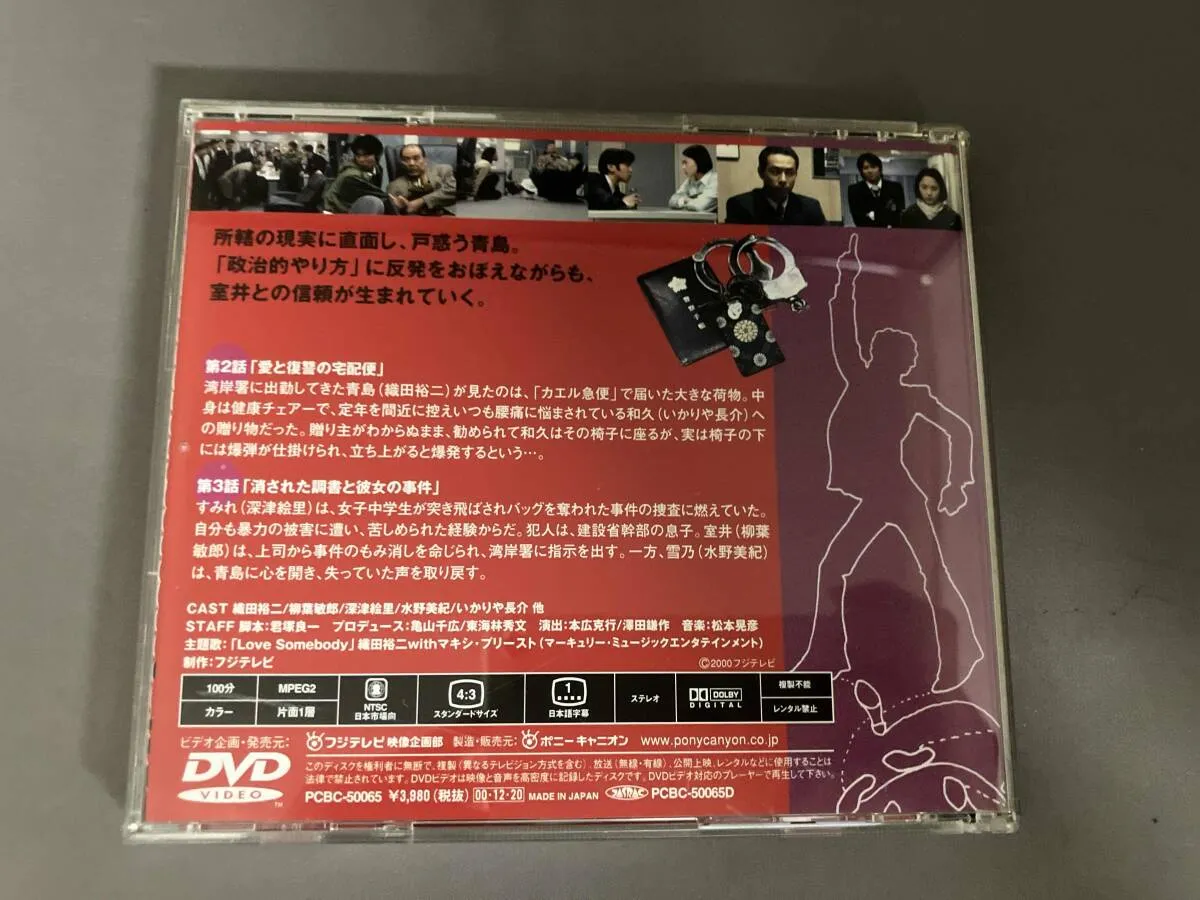 所轄の現実に直面し、戸惑う青島。
「政治的やり方」に反発をおぼえながらも、
室井との信頼が生まれていく。
第2話「愛と復讐の宅配便」
湾岸署に出勤してきた青島（織田裕二）が見たのは、「カエル急便」で届いた大きな荷物。中
身は健康チェアーで、定年を間近に控えいつも腰痛に悩まされている和久（いかりや長介）へ
の贈り物だった。贈り主がわからぬまま、勧められて和久はその椅子に座るが、実は椅子の下
には爆弾が仕掛けられ、立ち上がると爆発するという…。
第3話「消された調書と彼女の事件」
すみれ（深津絵里）は、女子中学生が突き飛ばされバッグを奪われた事件の捜査に燃えていた。
自分も暴力の被害に遭い、苦しめられた経験からだ。犯人は、建設省幹部の息子。室井（柳葉
敏郎）は、上司から事件のもみ消しを命じられ、湾岸署に指示を出す。一方、雪乃（水野美紀）
は、青島に心を開き、失っていた声を取り戻す。
CAST 織田裕二/柳葉敏郎/深津絵里/水野美紀/いかりや長介 他
STAFF 脚本：君塚良一 プロデュース：亀山千広/東海林秀文 演出：本広克行/澤田鎌作 音楽：松本晃彦
主題歌：「Love Somebody」織田裕二withマキシ・プリースト（マーキュリー・ミュージックエンタテインメント）
制作：フジテレビ ©2000フジテレビ
100分 MPEG2 NTSC 日本市場向 4:3 スタンダードサイズ 1 日本語字幕 ステレオ DOLBY DIGITAL 複製不能
カラー 片面1層 レンタル禁止
ビデオ企画・発売元： フジテレビ映像企画部 製造・販売元： ポニーキャニオン www.ponycanyon.co.jp
このディスクを権利者に無断で、複製（異なるテレビジョン方式を含む）、放送（無線・有線）、公開上映、レンタルなどに使用することは
法律で禁止されています。DVDビデオは映像と音声を高密度に記録したディスクです。DVDビデオ対応のプレーヤーで再生して下さい。
DVD VIDEO TM
PCBC-50065 ¥3,980（税抜） 00・12・20 MADE IN JAPAN JASRAC PCBC-50065D